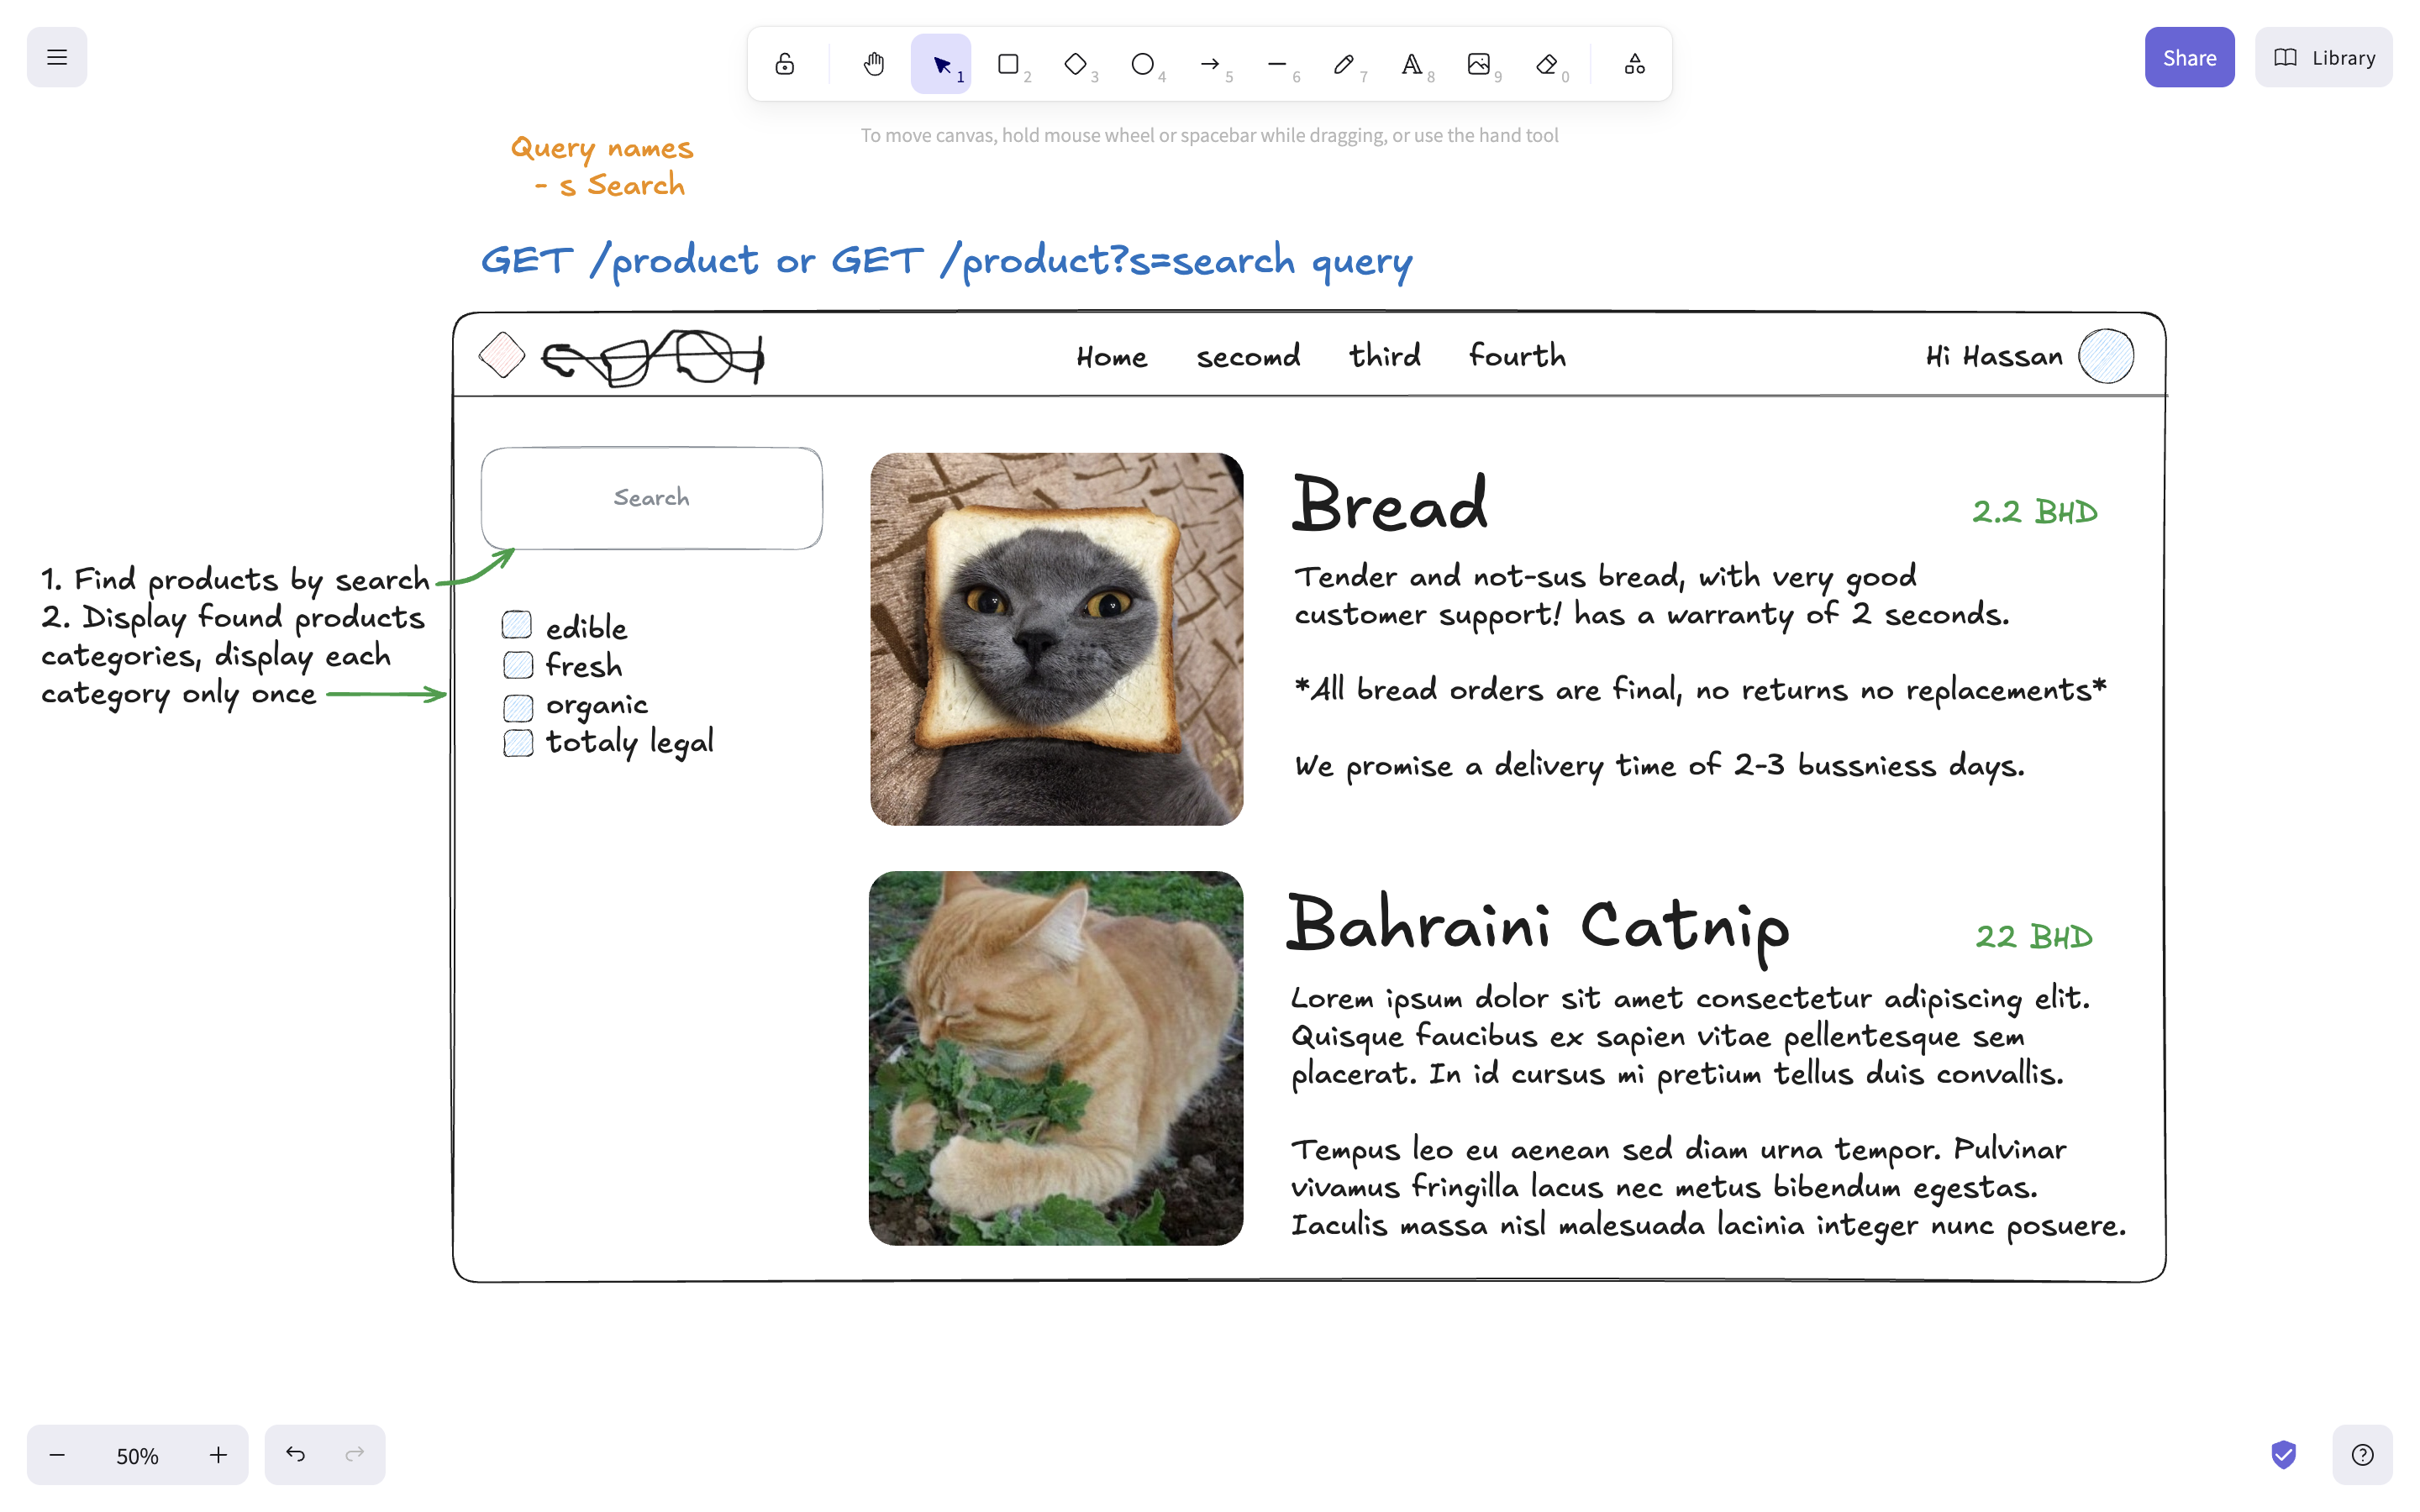 1
2
3
4
5
6
7
8
9
0
Share
Library
To move canvas, hold mouse wheel or spacebar while dragging, or use the hand tool
Query names
- s Search
GET /product or GET /product?s=search query
Home second third fourth
Hi Hassan
Search
1. Find products by search
2. Display found products
categories, display each
category only once
edible
fresh
organic
totaly legal
Bread
2.2 BHD
Tender and not-sus bread, with very good
customer support! has a warranty of 2 seconds.
*All bread orders are final, no returns no replacements*
We promise a delivery time of 2-3 bussniess days.
Bahraini Catnip
22 BHD
Lorem ipsum dolor sit amet consectetur adipiscing elit.
Quisque faucibus ex sapien vitae pellentesque sem
placerat. In id cursus mi pretium tellus duis convallis.
Tempus leo eu aenean sed diam urna tempor. Pulvinar
vivamus fringilla lacus nec metus bibendum egestas.
Iaculis massa nisl malesuada lacinia integer nunc posuere.
50%